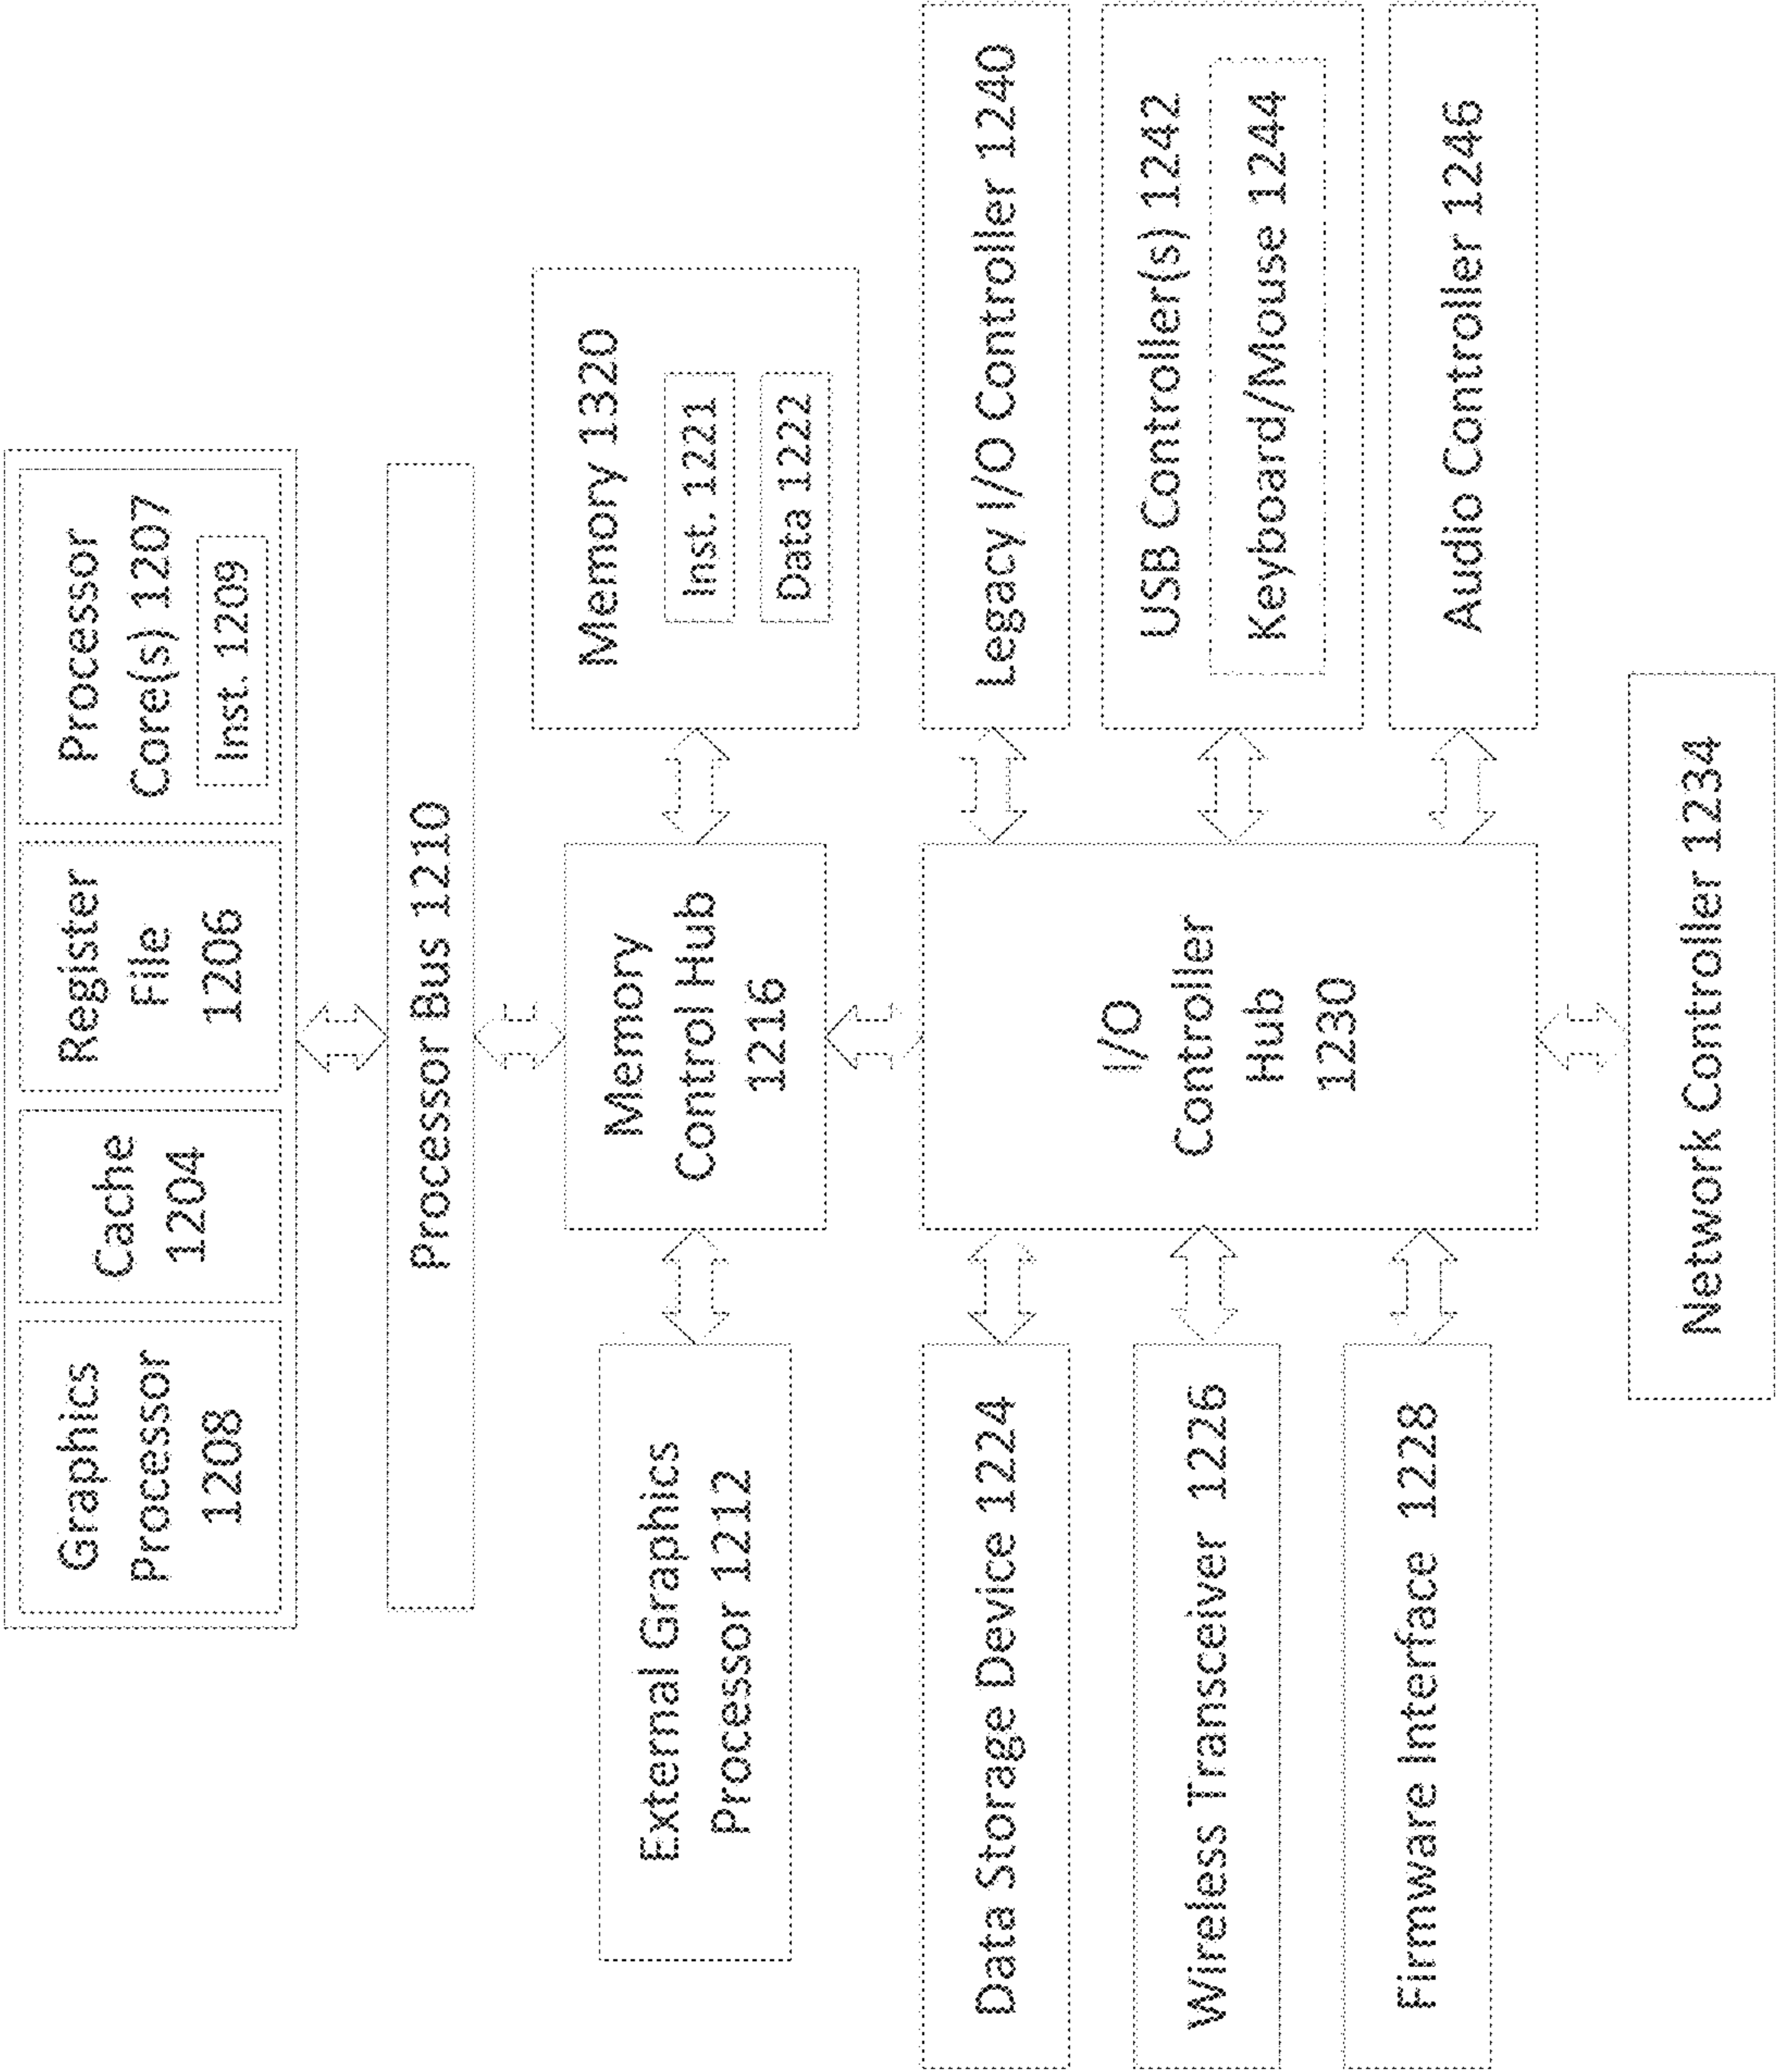 Graphics
Processor
1208
Cache
1204
Register
File
1206
Processor
Core(s) 1207
Inst. 1209
Processor Bus 1210
External Graphics
Processor 1212
Memory
Control Hub
1216
Memory 1320
Inst. 1221
Data 1222
Data Storage Device 1224
Wireless Transceiver 1226
Firmware Interface 1228
I/O
Controller
Hub
1230
Legacy I/O Controller 1240
USB Controller(s) 1242
Keyboard/Mouse 1244
Audio Controller 1246
Network Controller 1234